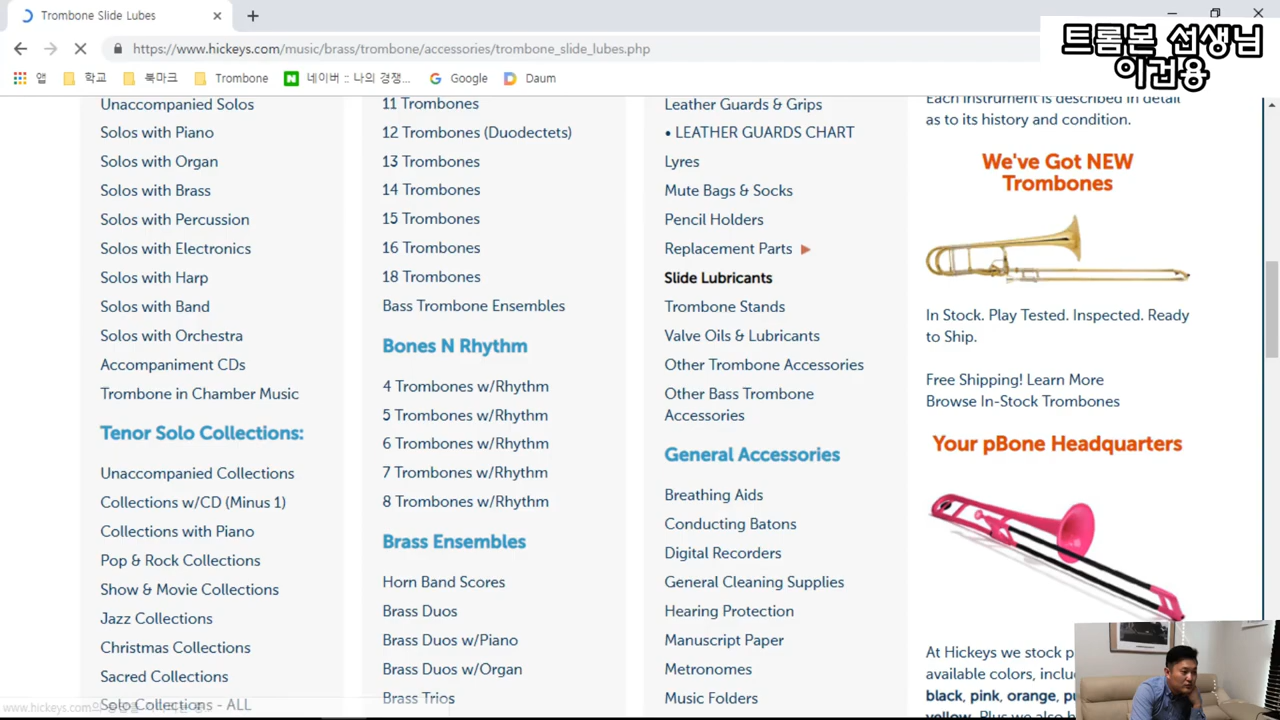 Trombone Slide Lubes
https://www.hickeys.com/music/brass/trombone/accessories/trombone_slide_lubes.php
앱 학교 북마크 Trombone 네이버 :: 나의 경쟁... Google Daum
트롬본 선생님
이건용
Unaccompanied Solos
Solos with Piano
Solos with Organ
Solos with Brass
Solos with Percussion
Solos with Electronics
Solos with Harp
Solos with Band
Solos with Orchestra
Accompaniment CDs
Trombone in Chamber Music
Tenor Solo Collections:
Unaccompanied Collections
Collections w/CD (Minus 1)
Collections with Piano
Pop & Rock Collections
Show & Movie Collections
Jazz Collections
Christmas Collections
Sacred Collections
Solo Collections - ALL
11 Trombones
12 Trombones (Duodectets)
13 Trombones
14 Trombones
15 Trombones
16 Trombones
18 Trombones
Bass Trombone Ensembles
Bones N Rhythm
4 Trombones w/Rhythm
5 Trombones w/Rhythm
6 Trombones w/Rhythm
7 Trombones w/Rhythm
8 Trombones w/Rhythm
Brass Ensembles
Horn Band Scores
Brass Duos
Brass Duos w/Piano
Brass Duos w/Organ
Brass Trios
Leather Guards & Grips
• LEATHER GUARDS CHART
Lyres
Mute Bags & Socks
Pencil Holders
Replacement Parts
Slide Lubricants
Trombone Stands
Valve Oils & Lubricants
Other Trombone Accessories
Other Bass Trombone
Accessories
General Accessories
Breathing Aids
Conducting Batons
Digital Recorders
General Cleaning Supplies
Hearing Protection
Manuscript Paper
Metronomes
Music Folders
Each instrument is described in detail
as to its history and condition.
We've Got NEW
Trombones
In Stock. Play Tested. Inspected. Ready
to Ship.
Free Shipping! Learn More
Browse In-Stock Trombones
Your pBone Headquarters
At Hickeys we stock
available colors,
black, pink, orange,
yellow.
www.hickeys.com의